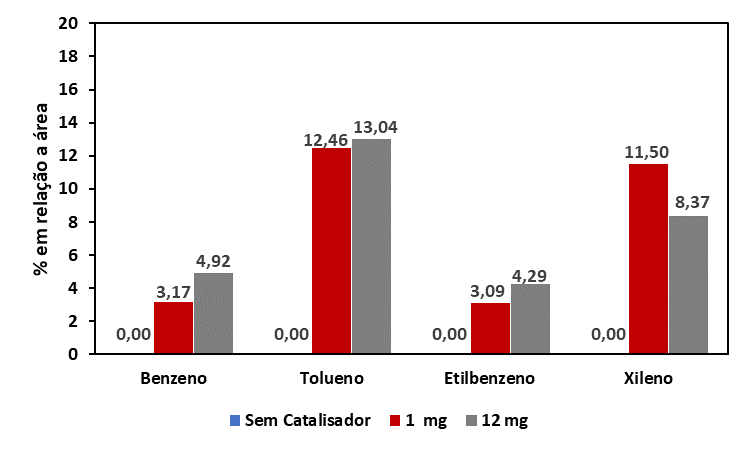 % em relação a área
20
18
16
14
12
10
8
6
4
2
0
0,00 3,17 4,92
0,00 12,46 13,04
0,00 3,09 4,29
0,00 11,50 8,37
Benzeno Tolueno Etilbenzeno Xileno
Sem Catalisador 1 mg 12 mg